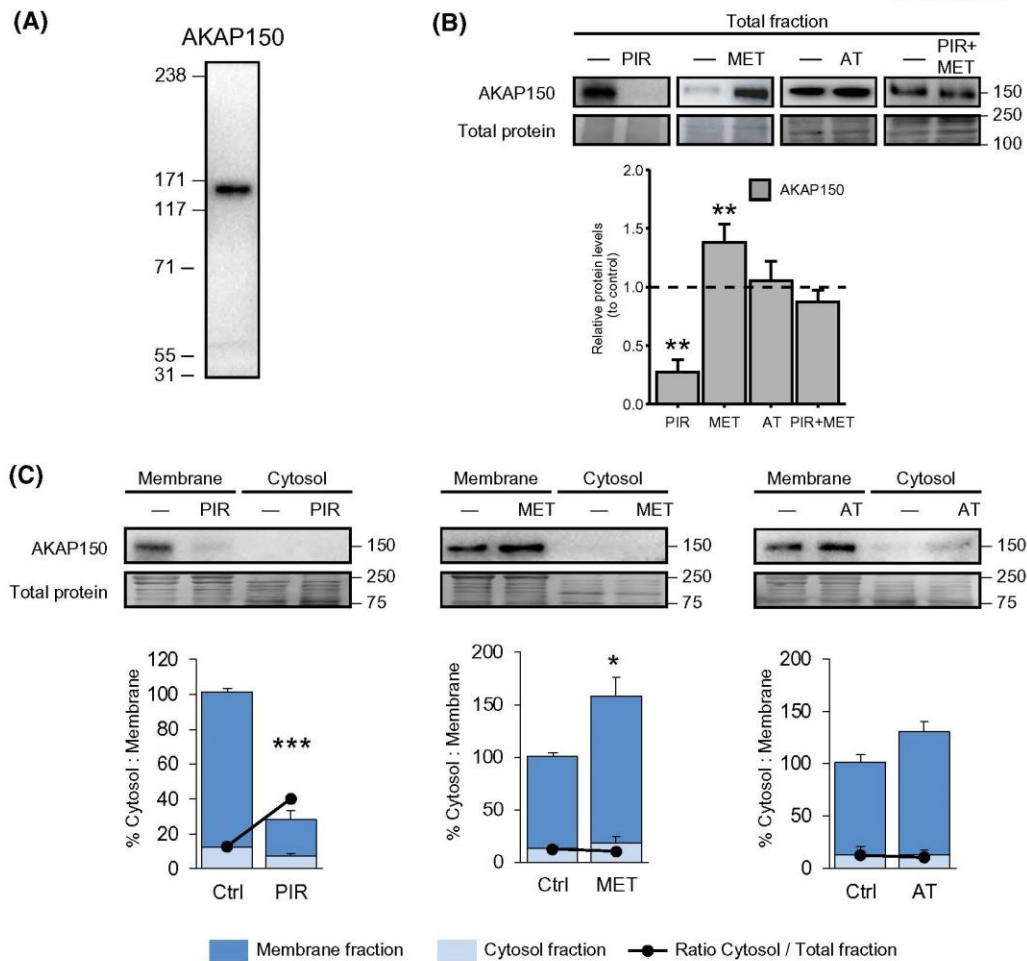 (A)
AKAP150
238 –
171 –
117 –
71 –
55 –
31 –
(B)
Total fraction
— PIR — MET — AT — PIR+
MET
AKAP150 – 150
Total protein – 250
– 100
AKAP150
Relative protein levels
(to control)
2.0
1.5
1.0
0.5
0.0
**
**
PIR MET AT PIR+MET
(C)
Membrane Cytosol
— PIR — PIR
AKAP150 – 150
Total protein – 250
– 75
% Cytosol : Membrane
120
100
80
60
40
20
0
***
Ctrl PIR
Membrane Cytosol
— MET — MET
– 150
– 250
– 75
% Cytosol : Membrane
200
150
100
50
0
*
Ctrl MET
Membrane Cytosol
— AT — AT
– 150
– 250
– 75
% Cytosol : Membrane
200
150
100
50
0
Ctrl AT
Membrane fraction Cytosol fraction Ratio Cytosol / Total fraction